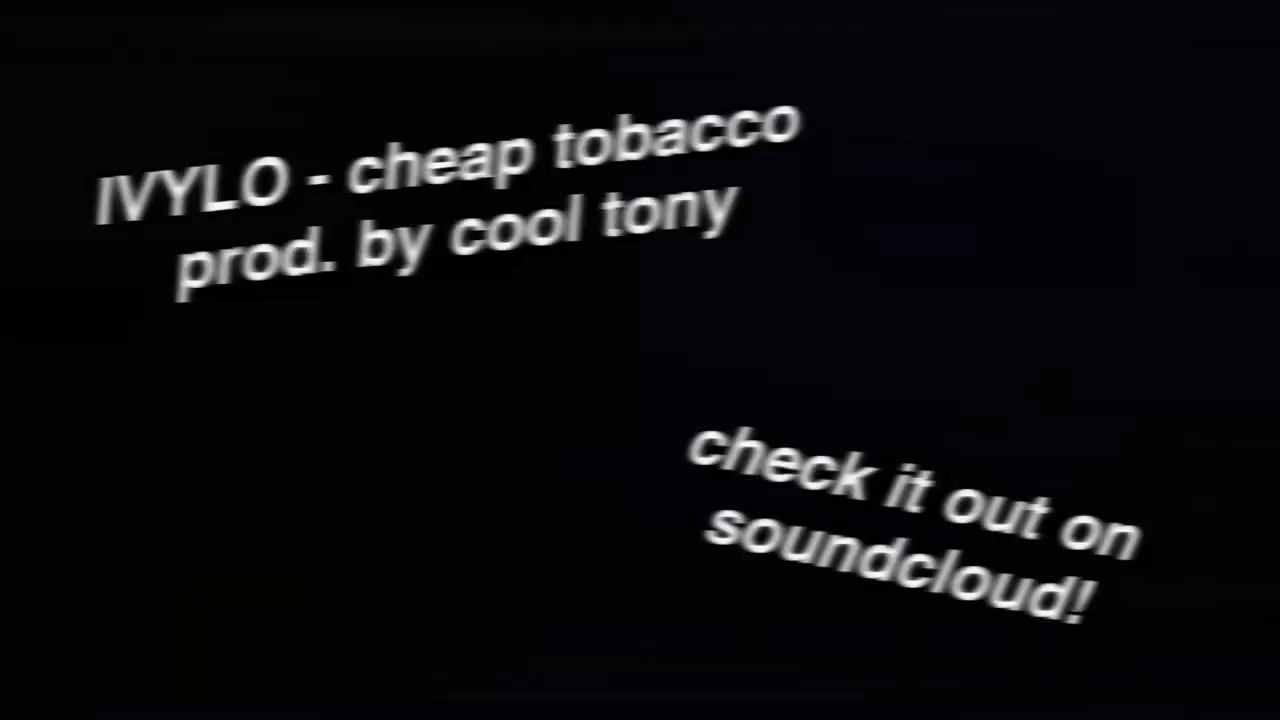 IVYLO - cheap tobacco
prod. by cool tony
check it out on
soundcloud!